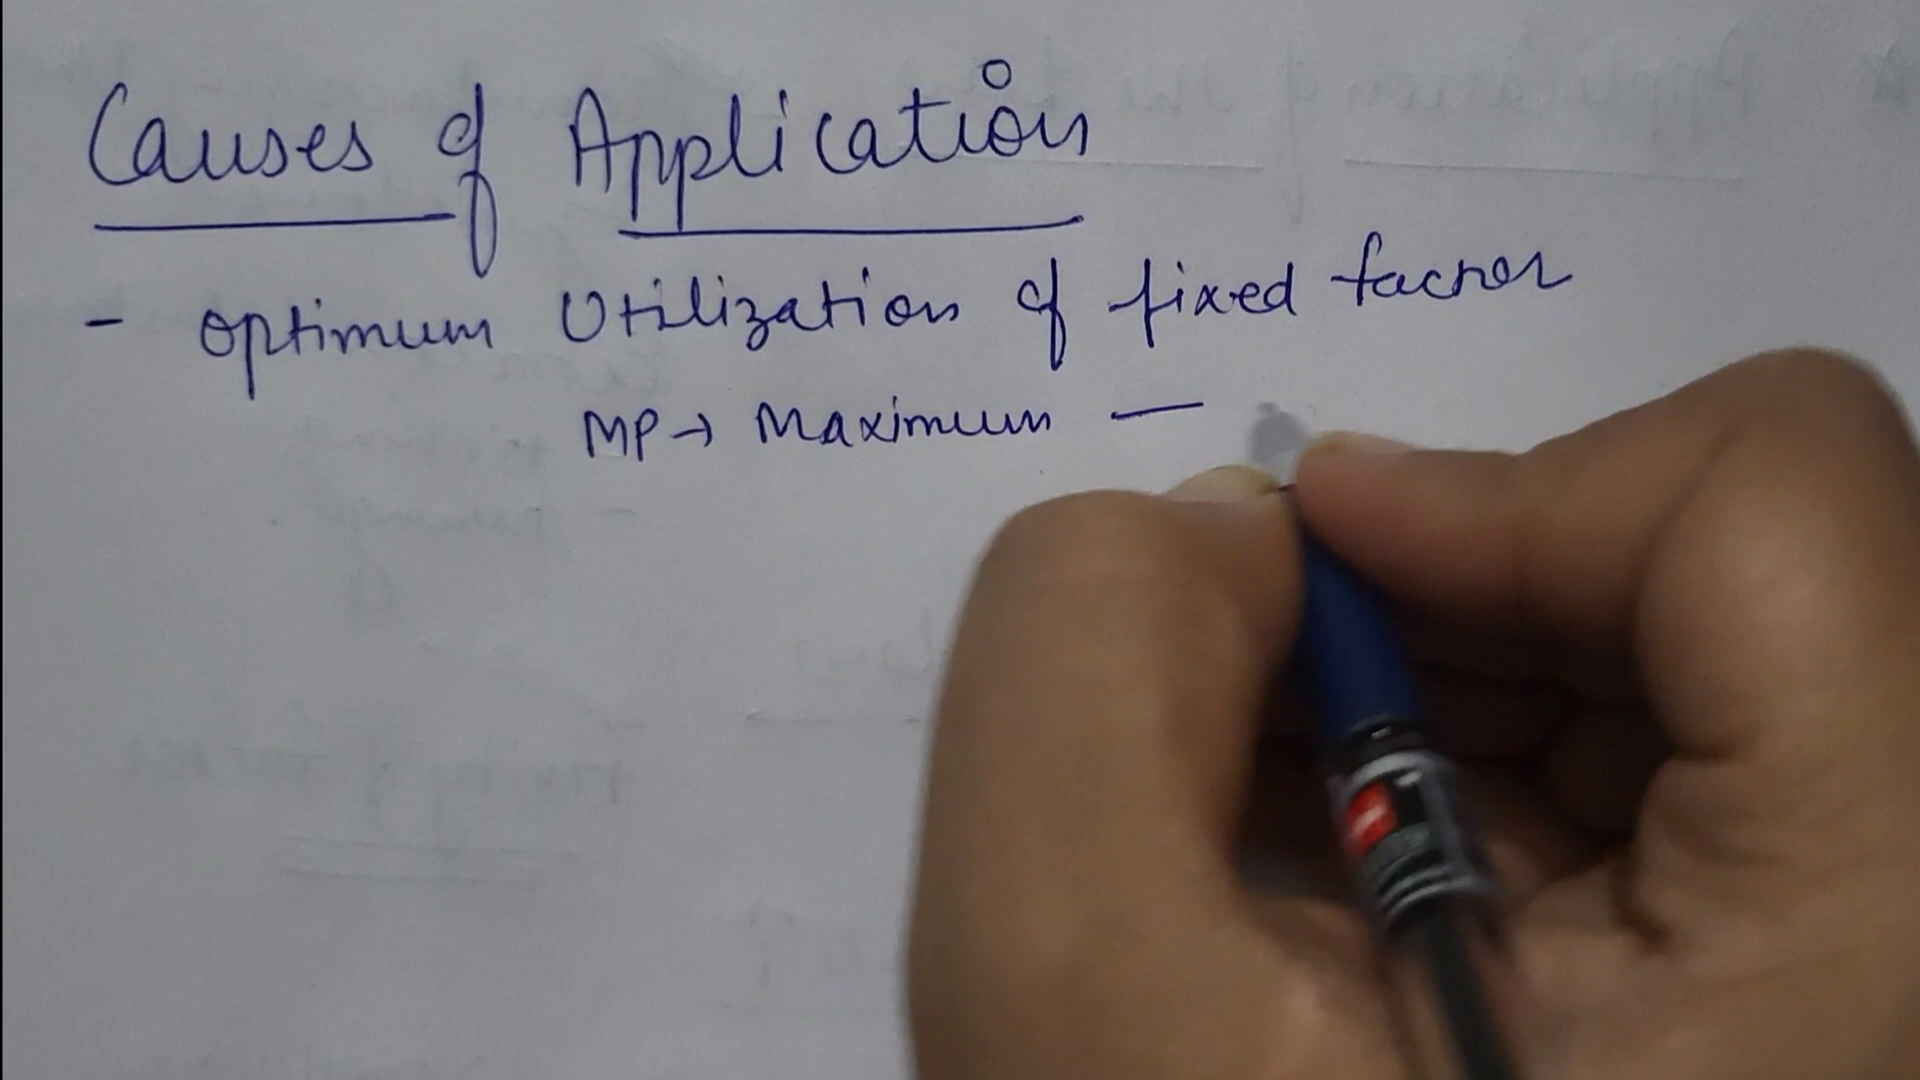 Causes of Application
- optimum Utilization of fixed factor
MP → Maximum —